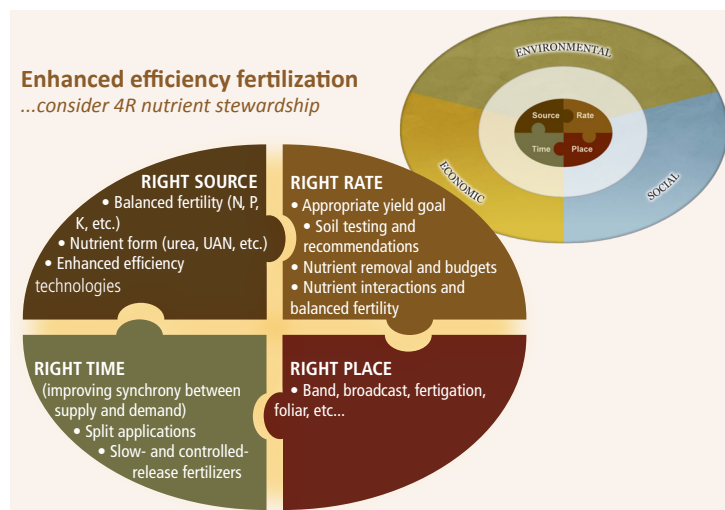 Enhanced efficiency fertilization
...consider 4R nutrient stewardship
ENVIRONMENTAL
Source
Rate
Time
Place
ECONOMIC
SOCIAL
RIGHT SOURCE
• Balanced fertility (N, P,
K, etc.)
• Nutrient form (urea, UAN, etc.)
• Enhanced efficiency
technologies
RIGHT RATE
• Appropriate yield goal
• Soil testing and
recommendations
• Nutrient removal and budgets
• Nutrient interactions and
balanced fertility
RIGHT TIME
(improving synchrony between
supply and demand)
• Split applications
• Slow- and controlled-
release fertilizers
RIGHT PLACE
• Band, broadcast, fertigation,
foliar, etc...